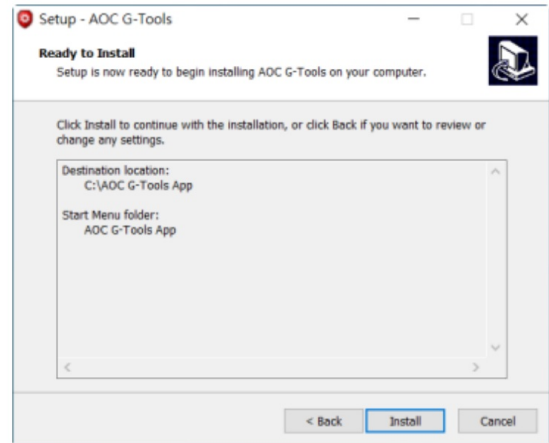 Setup - AOC G-Tools
Ready to Install
Setup is now ready to begin installing AOC G-Tools on your computer.
Click Install to continue with the installation, or click Back if you want to review or
change any settings.
Destination location:
C:\AOC G-Tools App
Start Menu folder:
AOC G-Tools App
< Back
Install
Cancel